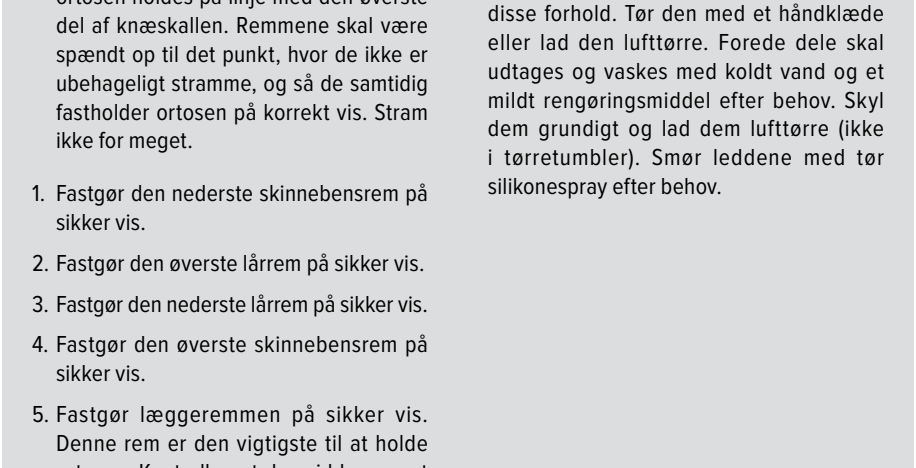 ortosen holdes på linje med den øverste
del af knæskallen. Remmene skal være
spændt op til det punkt, hvor de ikke er
ubehageligt stramme, og så de samtidig
fastholder ortosen på korrekt vis. Stram
ikke for meget.
1. Fastgør den nederste skinnebensrem på
sikker vis.
2. Fastgør den øverste lårrem på sikker vis.
3. Fastgør den nederste lårrem på sikker vis.
4. Fastgør den øverste skinnebensrem på
sikker vis.
5. Fastgør læggeremmen på sikker vis.
Denne rem er den vigtigste til at holde
disse forhold. Tør den med et håndklæde
eller lad den lufttørre. Forede dele skal
udtages og vaskes med koldt vand og et
mildt rengøringsmiddel efter behov. Skyl
dem grundigt og lad dem lufttørre (ikke
i tørretumbler). Smør leddene med tør
silikonespray efter behov.